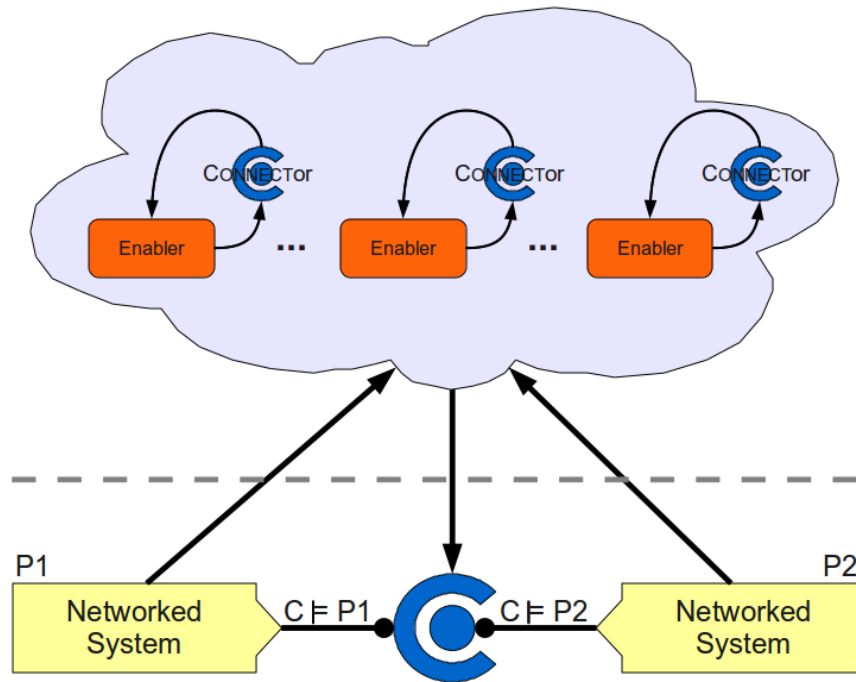 CONNECTor
CONNECTor
CONNECTor
Enabler
...
Enabler
...
Enabler
P1
P2
Networked
System
C ⊨ P1
C ⊨ P2
Networked
System